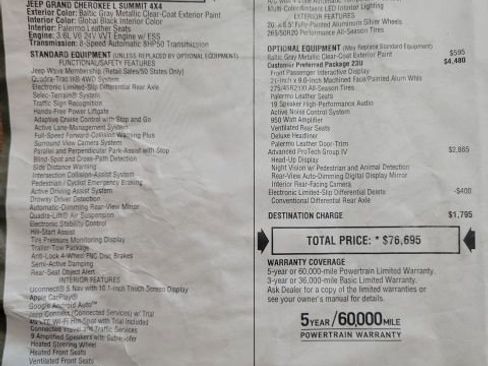 JEEP GRAND CHEROKEE L SUMMIT 4X4
Exterior Color: Baltic Gray Metallic Clear-Coat Exterior Paint
Interior Color: Global Black Interior Color
Interior: Palermo Leather Seats
Engine: 3.6L V6 24V VVT Engine w/ ESS
Transmission: 8-Speed Automatic 8HP50 Transmission
STANDARD EQUIPMENT (UNLESS REPLACED BY OPTIONAL EQUIPMENT)
FUNCTIONAL/SAFETY FEATURES
Jeep Wave Membership (Retail Sales/50 States Only)
Quadra-Trac II® 4WD System
Electronic Limited-Slip Differential Rear Axle
Selec-Terrain® System
Traffic Sign Recognition
Hands-Free Power Liftgate
Adaptive Cruise Control with Stop and Go
Active Lane Management System
Full-Speed Forward Collision Warning Plus
Surround View Camera System
Parallel and Perpendicular Park-Assist with Stop
Blind-Spot and Cross-Path Detection
Side Distance Warning
Intersection Collision-Assist System
Pedestrian / Cyclist Emergency Braking
Active Driving Assist System
Drowsy Driver Detection
Automatic-Dimming Rear-View Mirror
Quadra-Lift® Air Suspension
Electronic Stability Control
Hill-Start Assist
Tire Pressure Monitoring Display
Trailer-Tow Package
Anti-Lock 4-Wheel FNC Disc Brakes
Semi-Active Damping
Rear-Seat Object Alert
INTERIOR FEATURES
Uconnect® 5 Nav with 10.1-Inch Touch Screen Display
Apple CarPlay®
Google Android Auto™
Jeep Connect (Connected Services) w/ Trial
4G LTE Wi-Fi Hot Spot with Trial Included
Connected Travel and Traffic Services
9 Amplified Speakers with Subwoofer
Heated Steering Wheel
Heated Front Seats
Ventilated Front Seats
Multi-Color Ambient LED Interior Lighting
EXTERIOR FEATURES
Fully Painted Aluminum Silver Wheels
265/50R20 Performance All-Season Tires
OPTIONAL EQUIPMENT (May Replace Standard Equipment)
Baltic Gray Metallic Clear-Coat Exterior Paint $595
Customer Preferred Package 23U $4,480
Front Passenger Interactive Display
21-Inch x 9.0-Inch Machined Face/Painted Alum Whls
275/45R21XL All-Season Tires
Palermo Leather Seats
19 Speaker High-Performance Audio
Active Noise Control System
950 Watt Amplifier
Ventilated Rear Seats
Deluxe Headliner
Palermo Leather Door-Trim
Advanced ProTech Group IV $2,865
Head-Up Display
Night Vision w/ Pedestrian and Animal Detection
Rear-View Auto-Dimming Digital Display Mirror
Interior Rear-Facing Camera
Electronic Limited-Slip Differential Delete -$400
Conventional Differential Rear Axle
DESTINATION CHARGE $1,795
TOTAL PRICE: * $76,695
WARRANTY COVERAGE
5-year or 60,000-mile Powertrain Limited Warranty.
3-year or 36,000-mile Basic Limited Warranty.
Ask Dealer for a copy of the limited warranties or
see your owner's manual for details.
5 YEAR / 60,000 MILE
POWERTRAIN WARRANTY